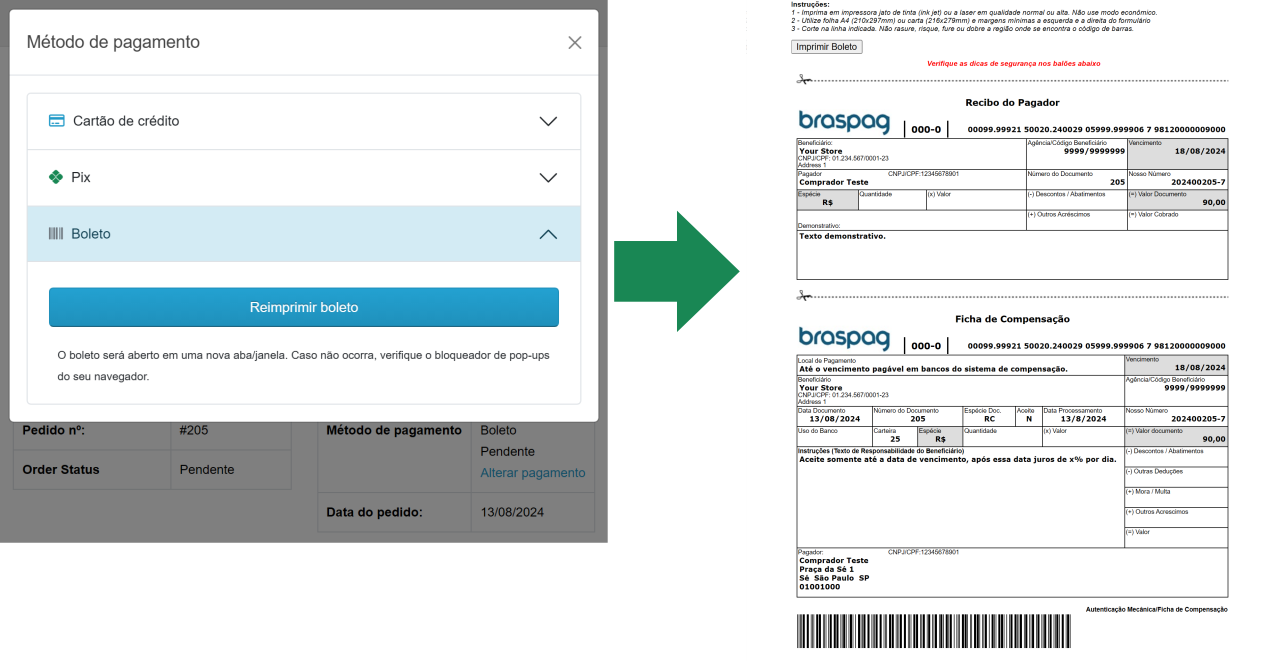 Método de pagamento
Cartão de crédito
Pix
Boleto
Reimprimir boleto
O boleto será aberto em uma nova aba/janela. Caso não ocorra, verifique o bloqueador de pop-ups
do seu navegador.
Pedido nº: #205
Order Status Pendente
Método de pagamento Boleto
Pendente
Alterar pagamento
Data do pedido: 13/08/2024
Instruções:
1 - Imprima em impressora jato de tinta (ink jet) ou a laser em qualidade normal ou alta. Não use modo econômico.
2 - Utilize folha A4 (210x297mm) ou carta (216x279mm) e margens mínimas a esquerda e a direita do formulário
3 - Corte na linha indicada. Não rasure, risque, fure ou dobre a região onde se encontra o código de barras.
Imprimir Boleto
Verifique as dicas de segurança nos balões abaixo
Recibo do Pagador
braspag 000-0 00099.99921 50020.240029 05999.999906 7 98120000009000
Beneficiário: Agência/Código Beneficiário Vencimento
Your Store 9999/9999999 18/08/2024
CNPJ/CPF: 01.234.567/0001-23
Address 1
Pagador CNPJ/CPF:12345678901 Número do Documento Nosso Número
Comprador Teste 205 202400205-7
Espécie Quantidade (x) Valor (-) Descontos / Abatimentos (=) Valor Documento
R$ 90,00
(+) Outros Acréscimos (=) Valor Cobrado
Demonstrativo:
Texto demonstrativo.
Ficha de Compensação
braspag 000-0 00099.99921 50020.240029 05999.999906 7 98120000009000
Local de Pagamento Vencimento
Até o vencimento pagável em bancos do sistema de compensação. 18/08/2024
Beneficiário Agência/Código Beneficiário
Your Store 9999/9999999
CNPJ/CPF: 01.234.567/0001-23
Address 1
Data Documento Número do Documento Espécie Doc. Aceite Data Processamento Nosso Número
13/08/2024 205 RC N 13/8/2024 202400205-7
Uso do Banco Carteira Espécie Quantidade (x) Valor (=) Valor documento
25 R$ 90,00
Instruções (Texto de Responsabilidade do Beneficiário) (-) Descontos / Abatimentos
Aceite somente até a data de vencimento, após essa data juros de x% por dia.
(-) Outras Deduções
(+) Mora / Multa
(+) Outros Acrescimos
(=) Valor
Pagador: CNPJ/CPF:12345678901
Comprador Teste
Praça da Sé 1
Sé São Paulo SP
01001000
Autenticação Mecânica/Ficha de Compensação